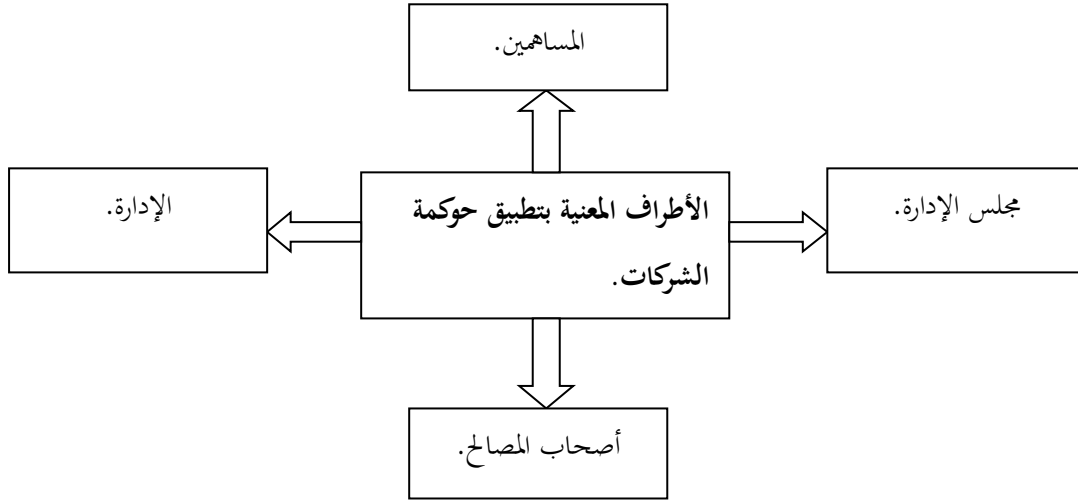 المساهمين.
مجلس الإدارة.
الأطراف المعنية بتطبيق حوكمة
الشركات.
الإدارة.
أصحاب المصالح.